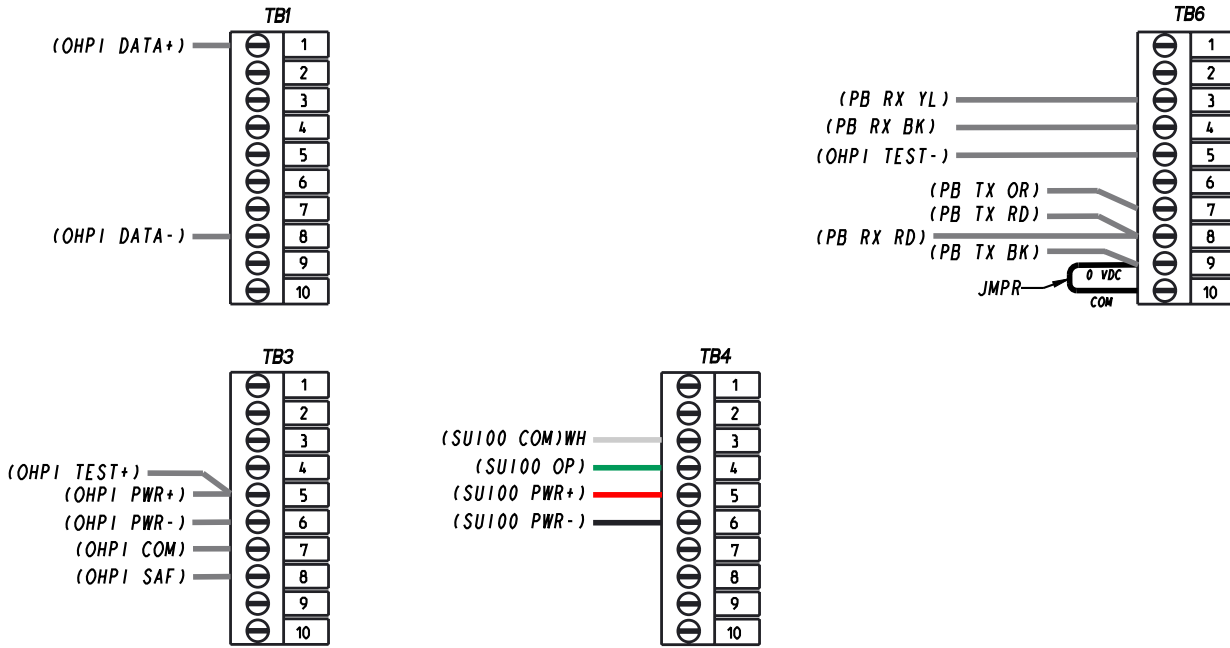 TB1
(OHPI DATA+)
1
2
3
4
5
6
7
(OHPI DATA-)
8
9
10
TB6
1
2
(PB RX YL)
3
(PB RX BK)
4
(OHPI TEST-)
5
6
(PB TX OR)
7
(PB TX RD)
(PB RX RD)
8
(PB TX BK)
9
0 VDC
JMPR
COM
10
TB3
1
2
3
4
(OHPI TEST+)
(OHPI PWR+)
5
(OHPI PWR-)
6
(OHPI COM)
7
(OHPI SAF)
8
9
10
TB4
1
2
(SU100 COM)WH
3
(SU100 OP)
4
(SU100 PWR+)
5
(SU100 PWR-)
6
7
8
9
10